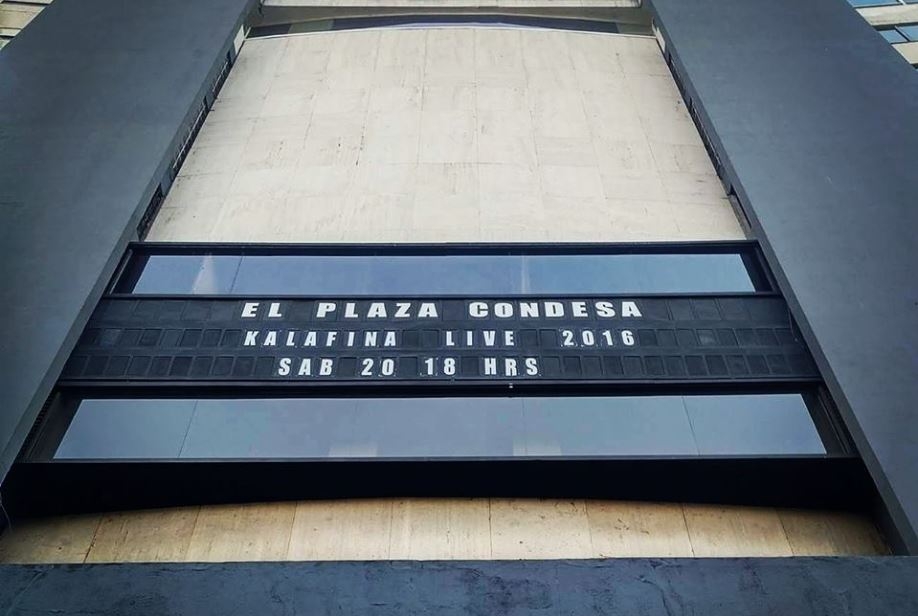 EL PLAZA CONDESA
KALAFINA LIVE 2016
SAB 20 18 HRS